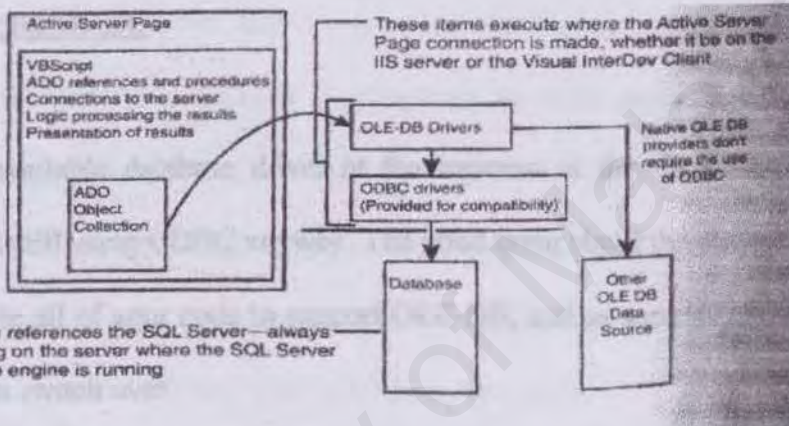 Active Server Page
VBScript
ADO references and procedures
Connections to the server
Logic processing the results
Presentation of results
ADO
Object
Collection
These items execute where the Active Server
Page connection is made, whether it be on the
IIS server or the Visual InterDev Client
OLE-DB Drivers
ODBC drivers
(Provided for compatibility)
Native OLE DB
providers don't
require the use
of ODBC
Database
Other
OLE DB
Data
Source
references the SQL Server—always
on the server where the SQL Server
engine is running